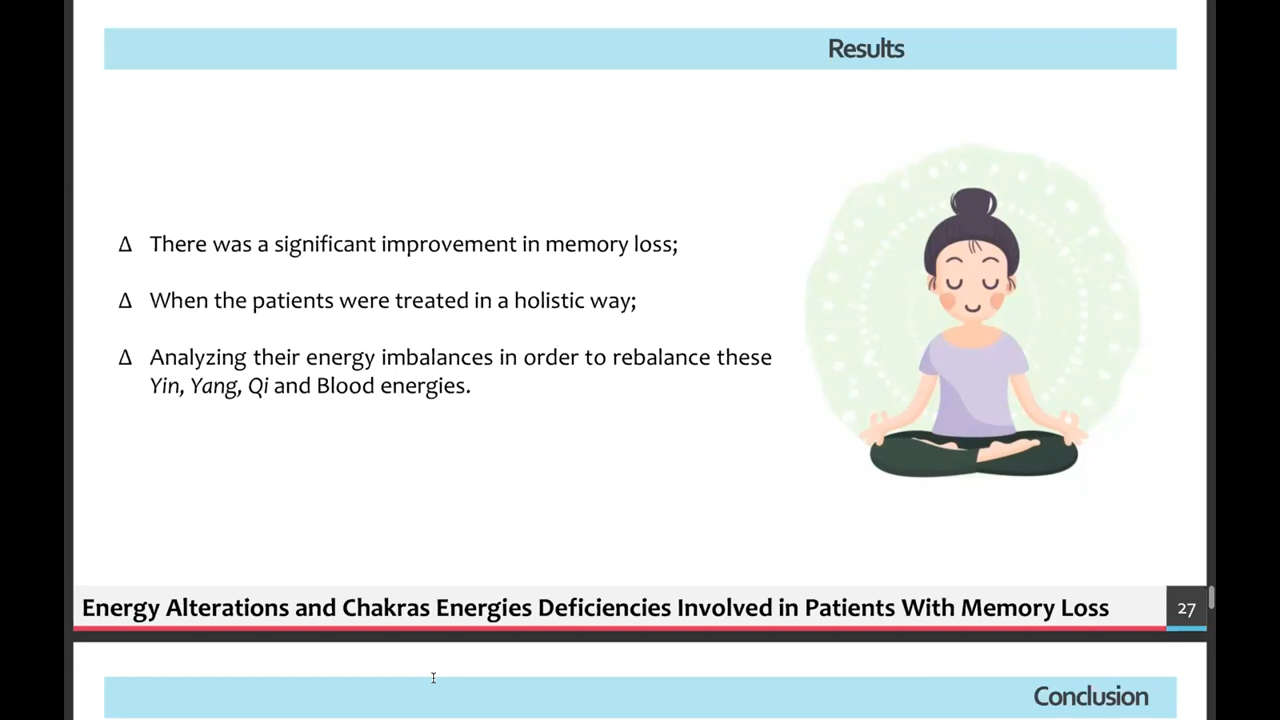 Results
Δ There was a significant improvement in memory loss;
Δ When the patients were treated in a holistic way;
Δ Analyzing their energy imbalances in order to rebalance these
Yin, Yang, Qi and Blood energies.
Energy Alterations and Chakras Energies Deficiencies Involved in Patients With Memory Loss
27
Conclusion